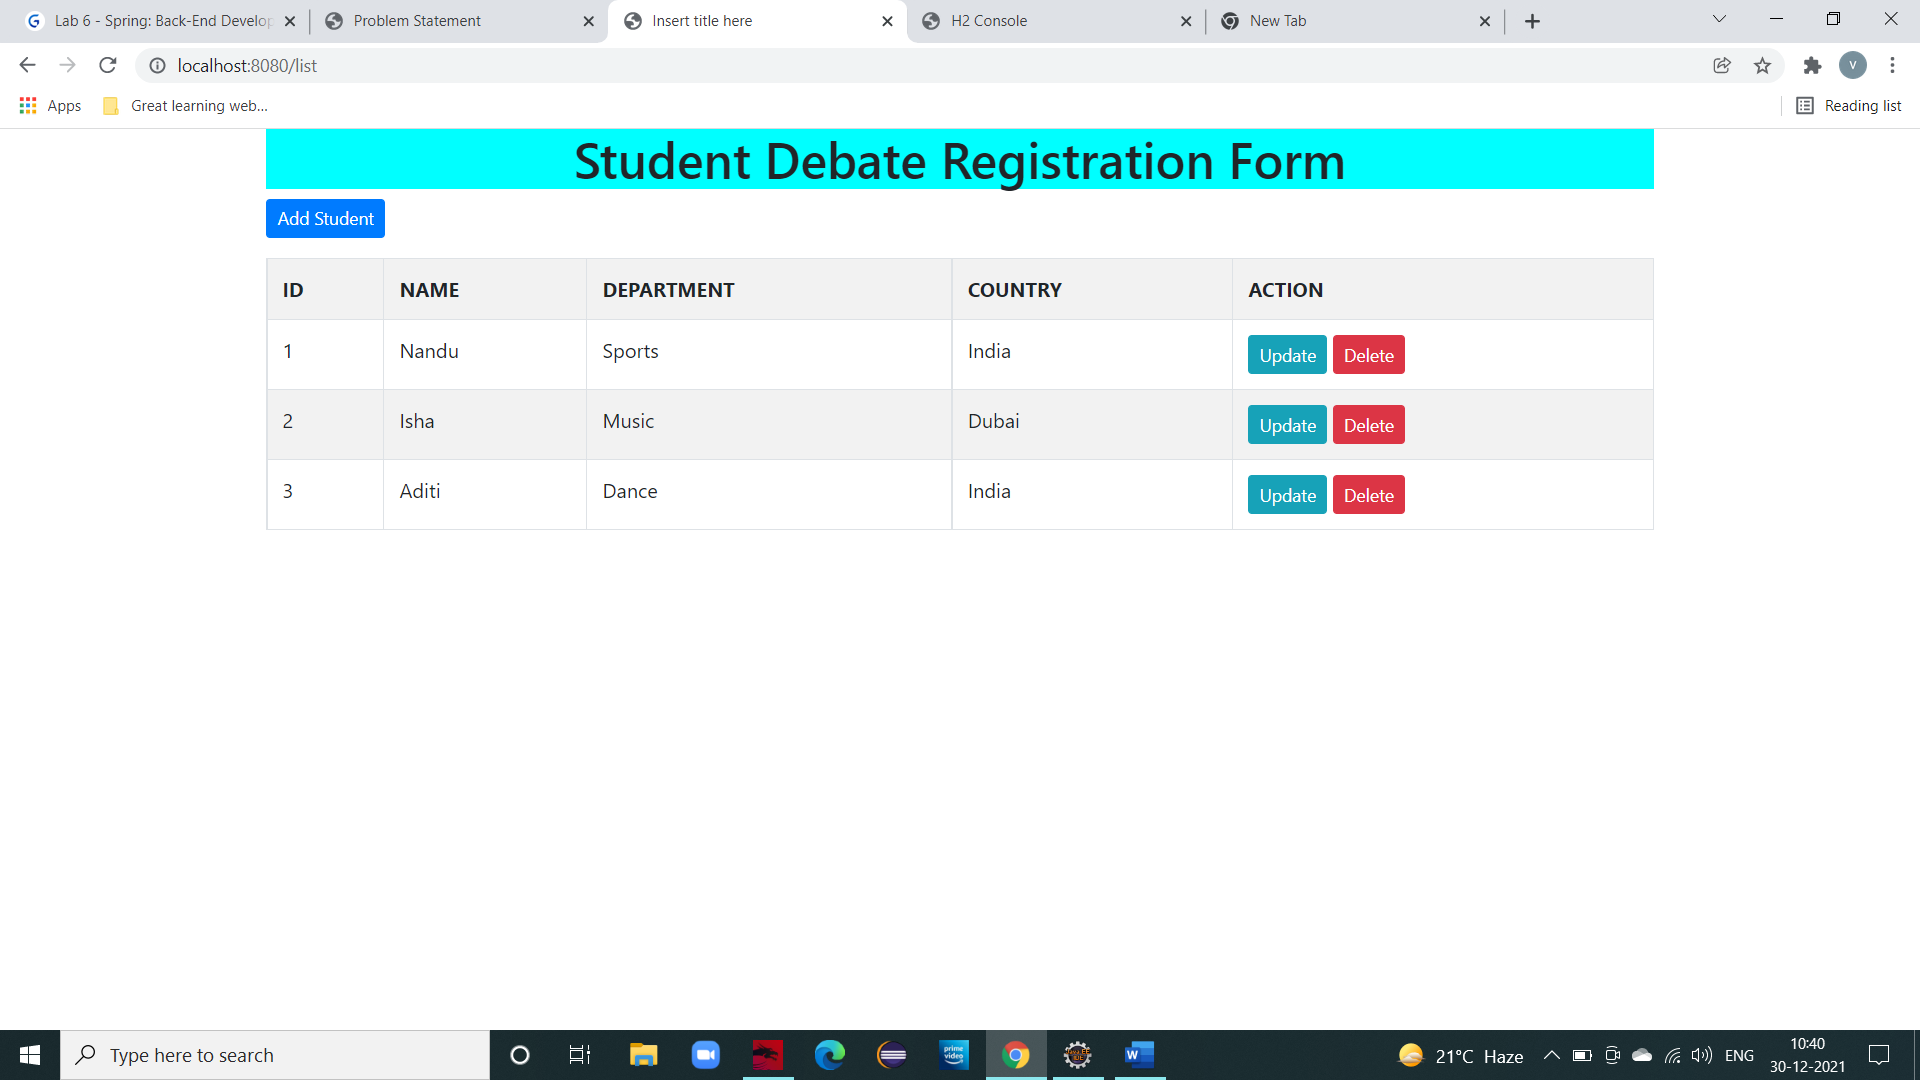 Lab 6 - Spring: Back-End Develop
Problem Statement
Insert title here
H2 Console
New Tab
localhost:8080/list
V
Apps
Great learning web...
Reading list
Student Debate Registration Form
Add Student
ID NAME DEPARTMENT COUNTRY ACTION
1 Nandu Sports India Update Delete
2 Isha Music Dubai Update Delete
3 Aditi Dance India Update Delete
Type here to search
prime video
W
21°C Haze
ENG
10:40
30-12-2021